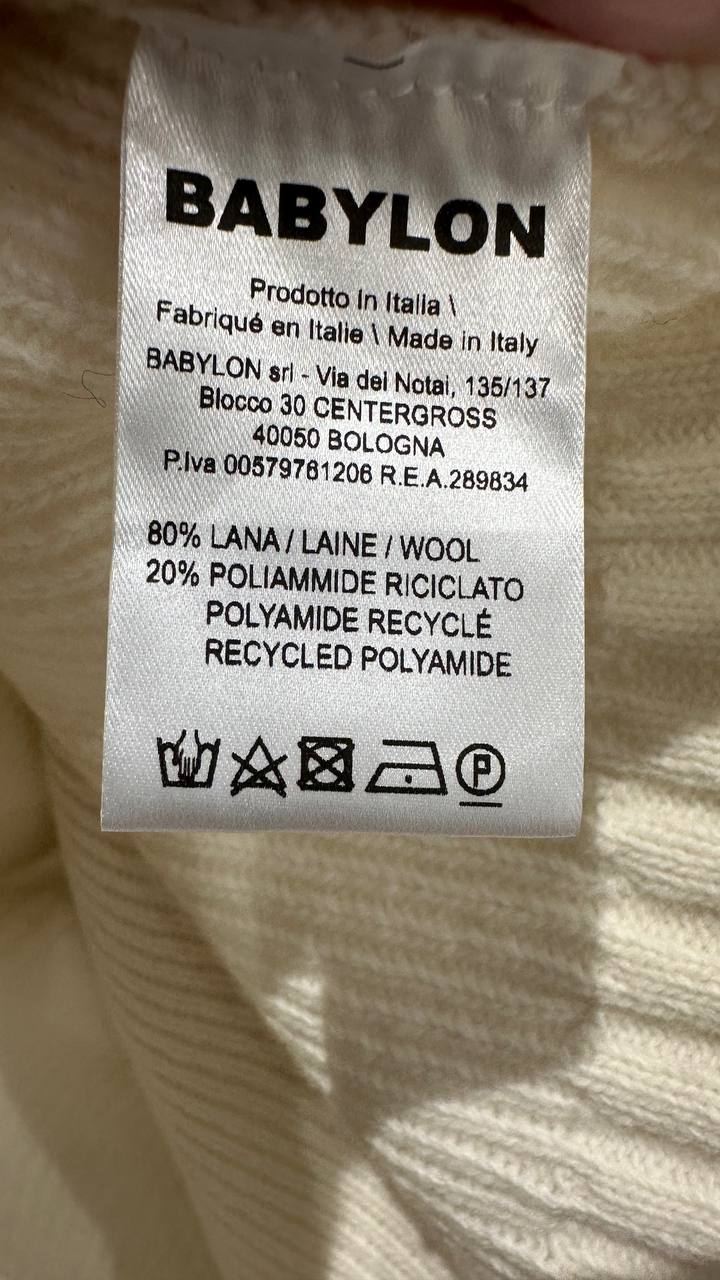 BABYLON
Prodotto in Italia \
Fabriqué en Italie \ Made in Italy
BABYLON srl - Via dei Notai, 135/137
Blocco 30 CENTERGROSS
40050 BOLOGNA
P.Iva 00579761206 R.E.A.289834
80% LANA / LAINE / WOOL
20% POLIAMMIDE RICICLATO
POLYAMIDE RECYCLÉ
RECYCLED POLYAMIDE
P